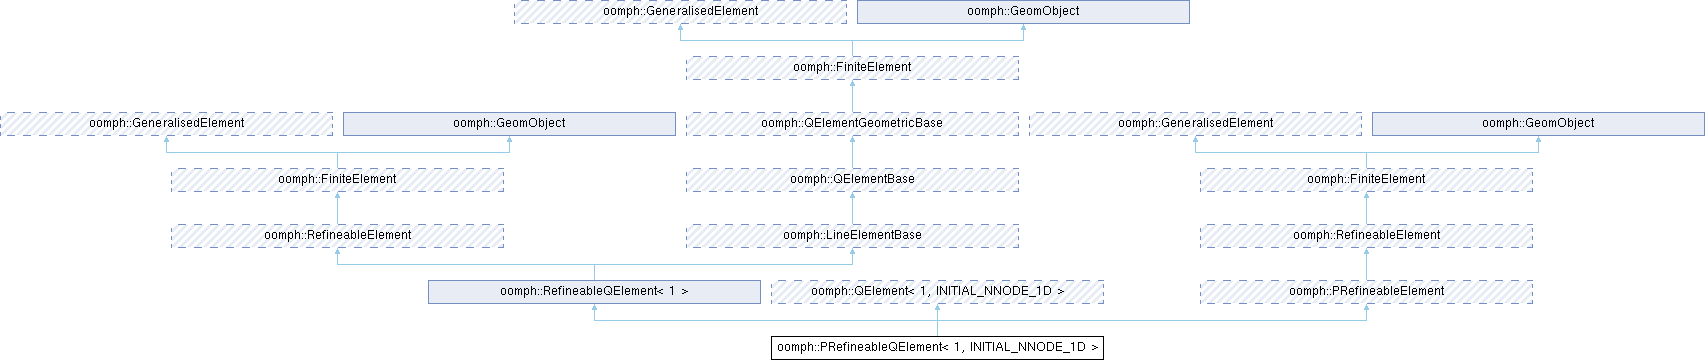 oomph::GeneralisedElement
oomph::GeomObject
oomph::FiniteElement
oomph::GeneralisedElement
oomph::GeomObject
oomph::QElementGeometricBase
oomph::GeneralisedElement
oomph::GeomObject
oomph::FiniteElement
oomph::QElementBase
oomph::FiniteElement
oomph::RefineableElement
oomph::LineElementBase
oomph::RefineableElement
oomph::RefineableQElement< 1 >
oomph::QElement< 1, INITIAL_NNODE_1D >
oomph::PRefineableElement
oomph::PRefineableQElement< 1, INITIAL_NNODE_1D >